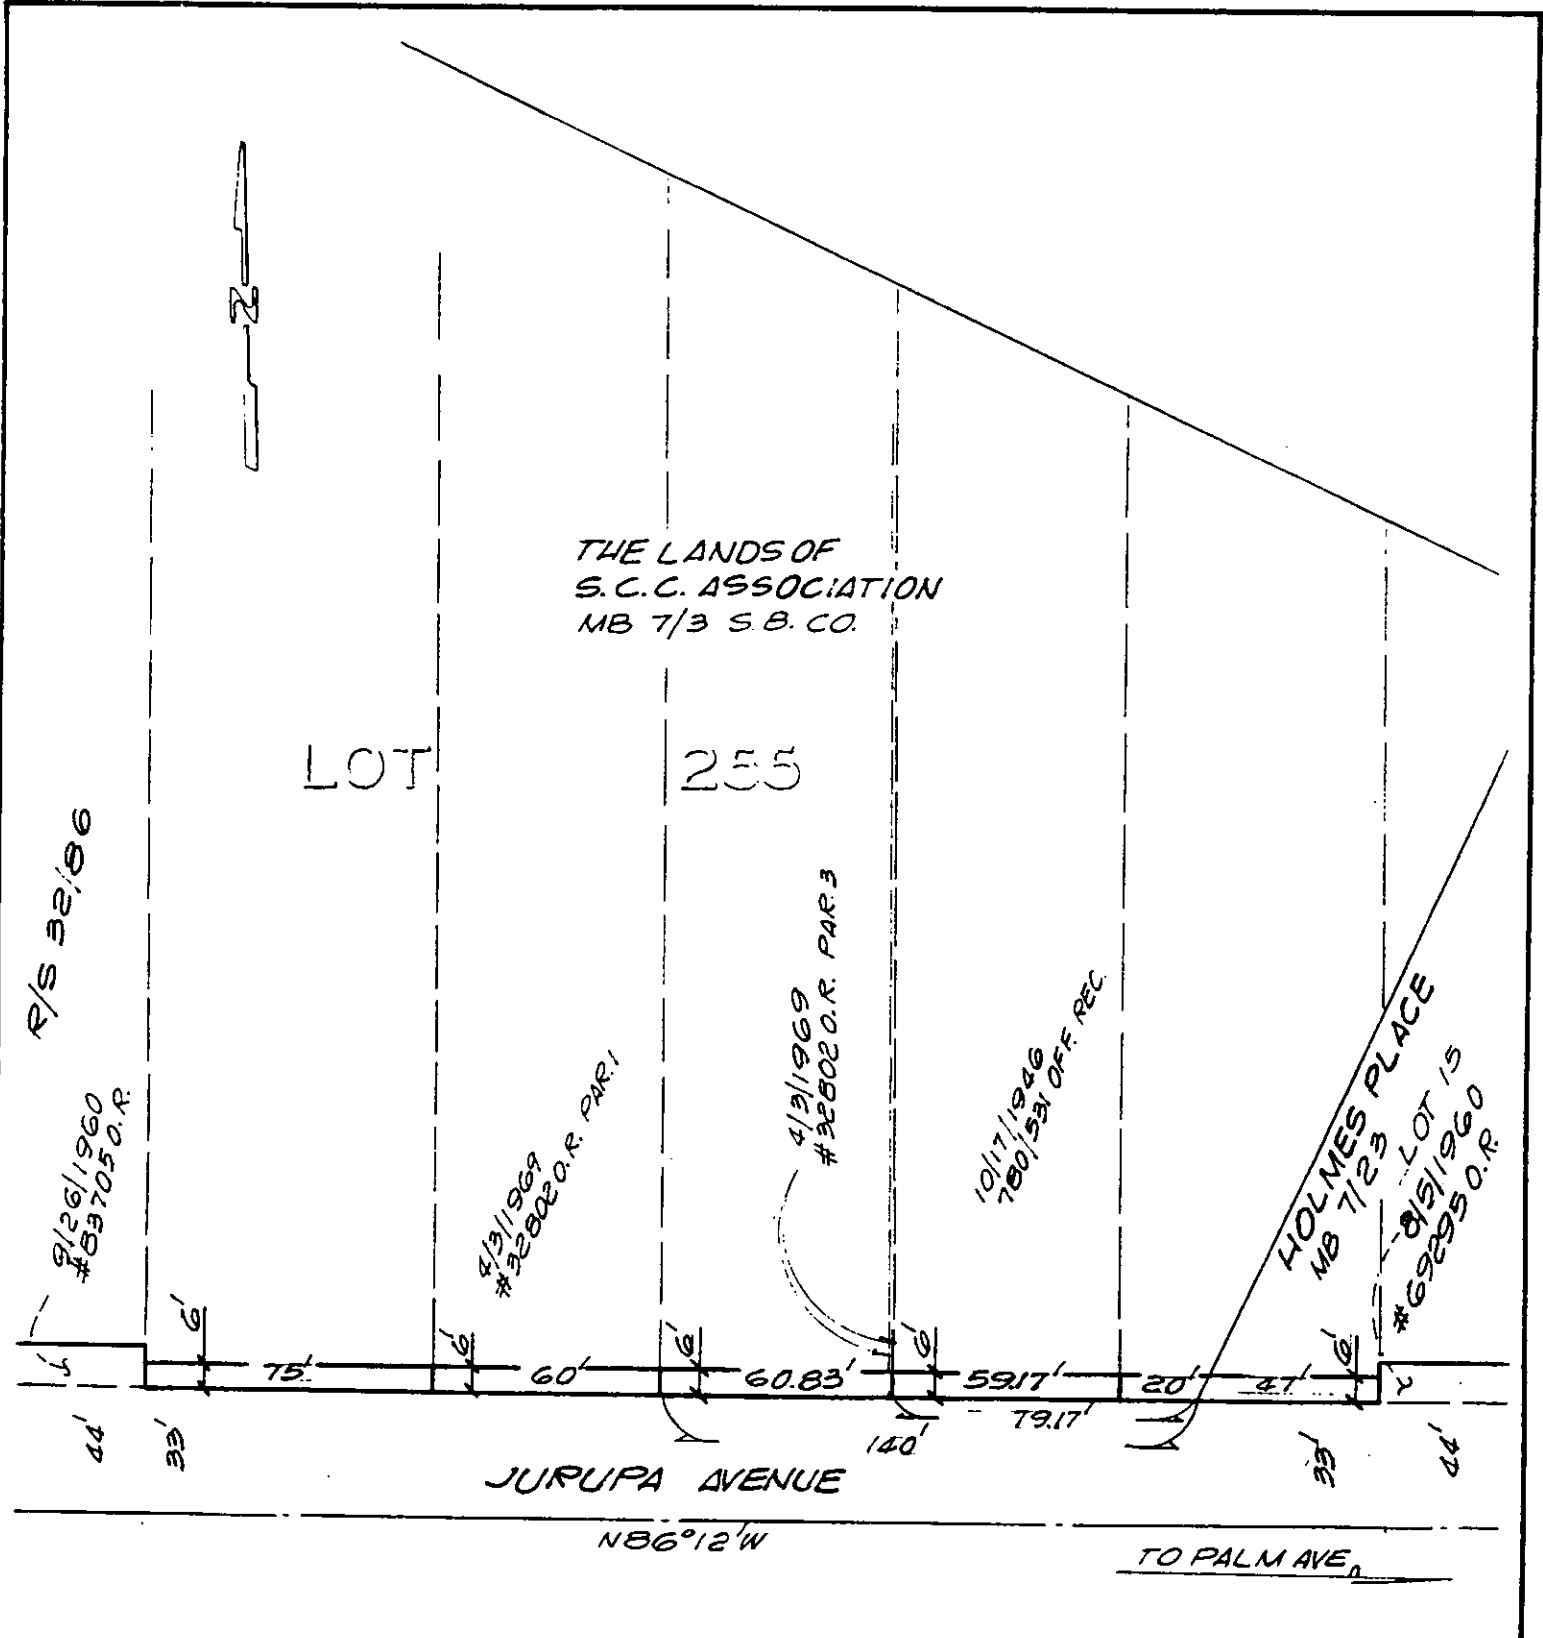 N
THE LANDS OF
S.C.C. ASSOCIATION
MB 7/3 S.B. CO.
LOT 255
R/S 32/86
9/26/1960
#83705 O.R.
4/3/1969
#32802 O.R. PAR. 1
4/3/1969
#32802 O.R. PAR. 3
10/17/1946
780/531 OFF. REC.
HOLMES PLACE
MB 7/23
LOT 15
8/5/1960
#69295 O.R.
6' 6' 6' 6' 6'
75' 60' 60.83' 59.17' 20' 47'
140' 79.17'
44' 33' 33' 44'
JURUPA AVENUE
N86°12'W
TO PALM AVE.